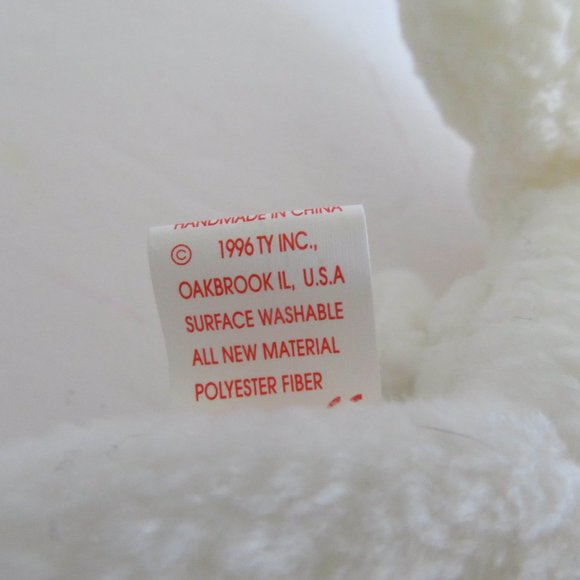 HANDMADE IN CHINA
© 1996 TY INC.,
OAKBROOK IL, U.S.A
SURFACE WASHABLE
ALL NEW MATERIAL
POLYESTER FIBER